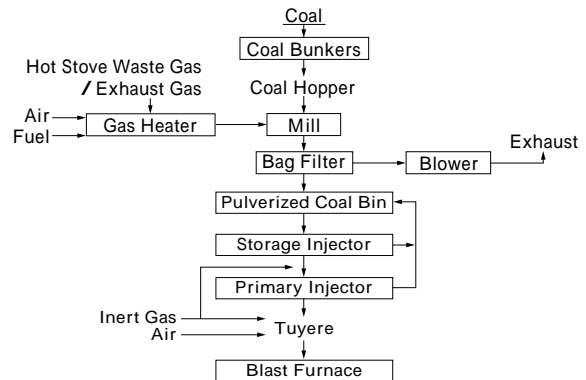 Coal
Coal Bunkers
Hot Stove Waste Gas
/ Exhaust Gas
Coal Hopper
Air
Fuel
Gas Heater
Mill
Exhaust
Bag Filter
Blower
Pulverized Coal Bin
Storage Injector
Primary Injector
Inert Gas
Air
Tuyere
Blast Furnace